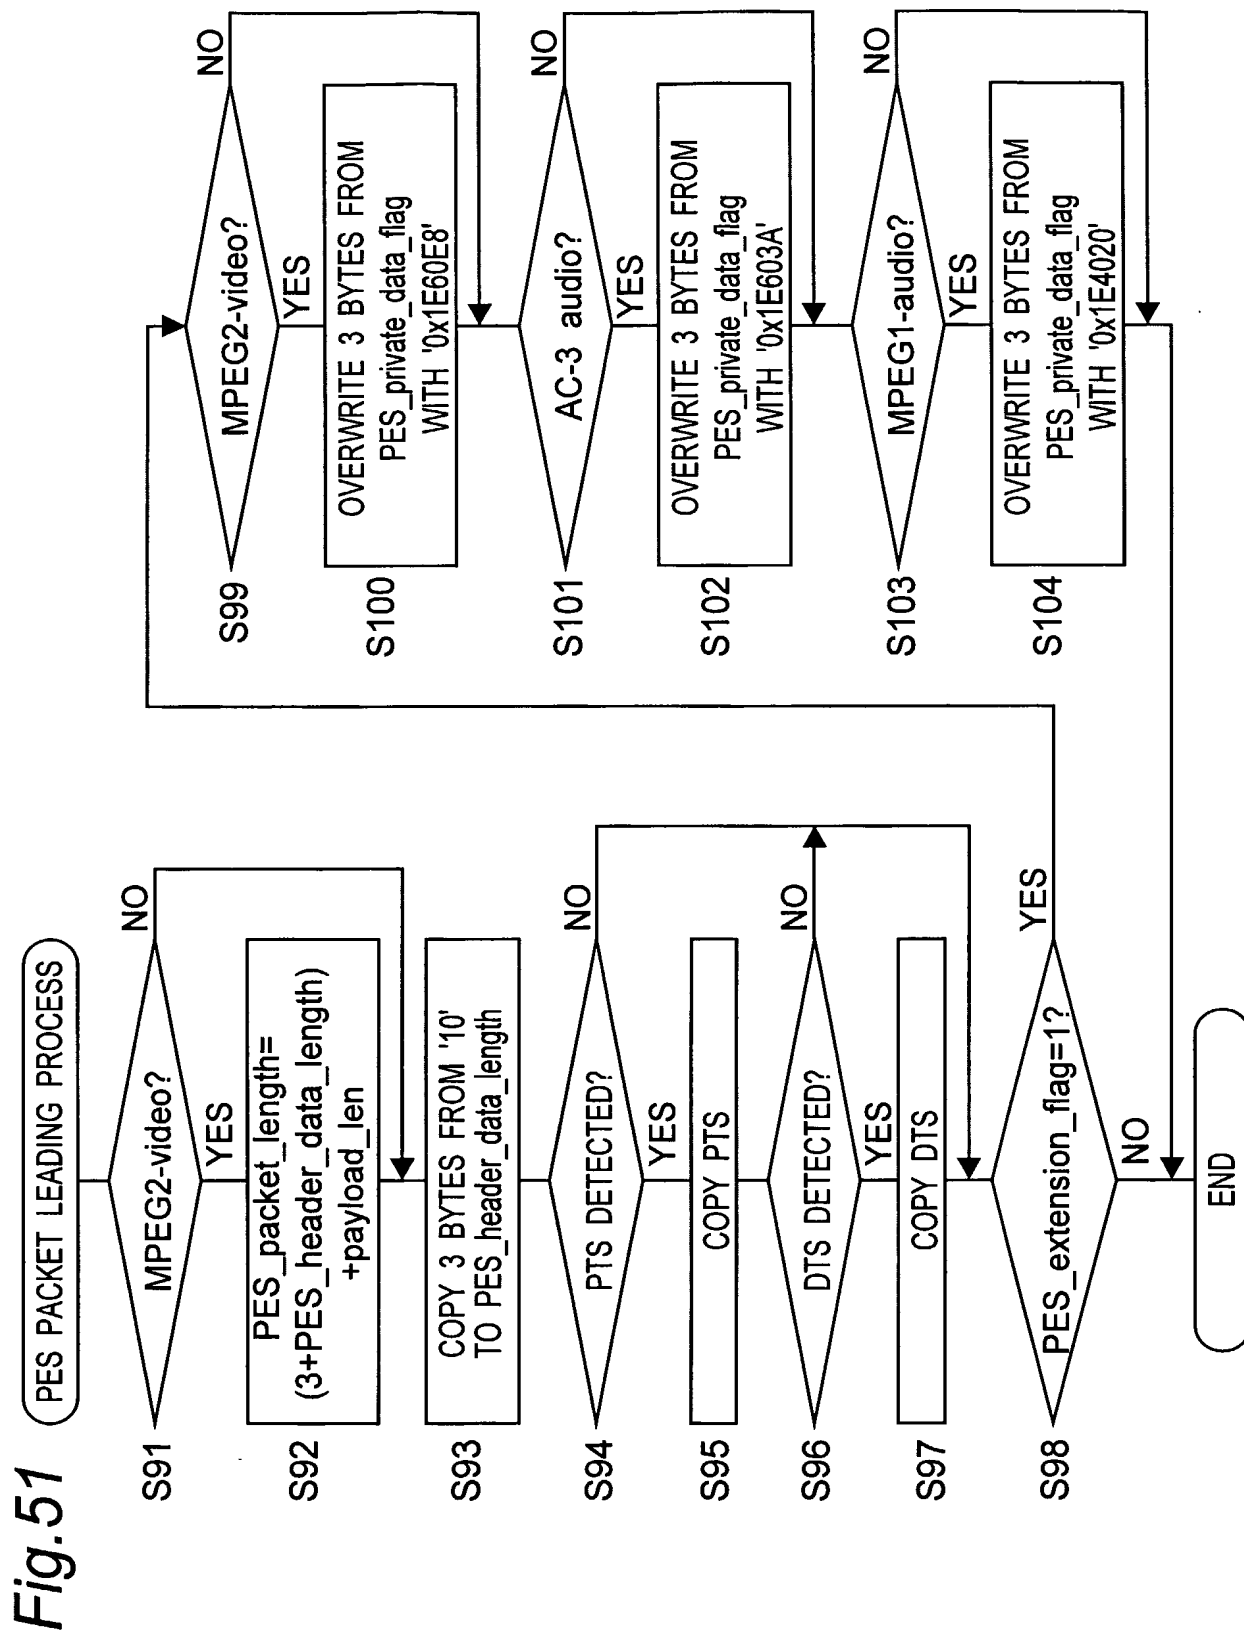 Fig.51
PES PACKET LEADING PROCESS
S91
MPEG2-video?
NO
YES
S92
PES_packet_length=
(3+PES_header_data_length)
+payload_len
S93
COPY 3 BYTES FROM '10'
TO PES_header_data_length
S94
PTS DETECTED?
NO
YES
S95
COPY PTS
S96
DTS DETECTED?
NO
YES
S97
COPY DTS
S98
PES_extension_flag=1?
YES
NO
END
S99
MPEG2-video?
NO
YES
S100
OVERWRITE 3 BYTES FROM
PES_private_data_flag
WITH '0x1E60E8'
S101
AC-3 audio?
NO
YES
S102
OVERWRITE 3 BYTES FROM
PES_private_data_flag
WITH '0x1E603A'
S103
MPEG1-audio?
NO
YES
S104
OVERWRITE 3 BYTES FROM
PES_private_data_flag
WITH '0x1E4020'